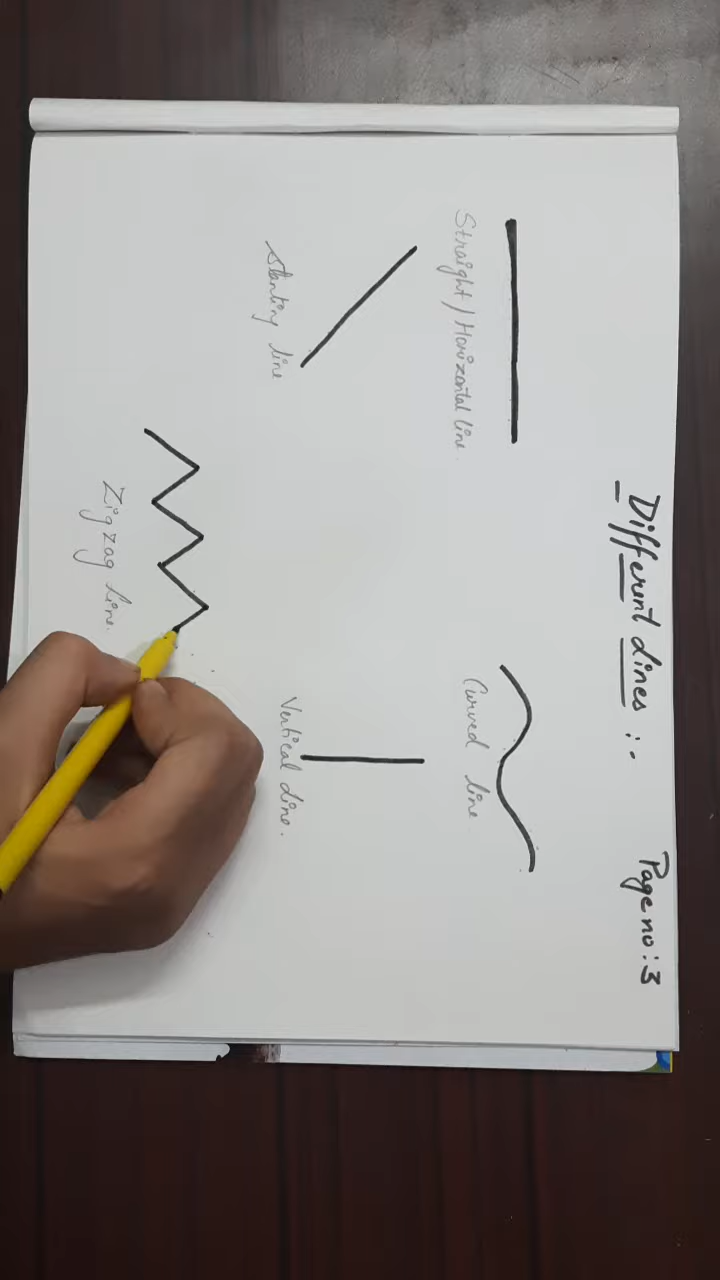 Different Lines :-
Page no : 3
Straight / Horizontal line.
Curved line
Slanting line
Vertical Line.
Zigzag line.